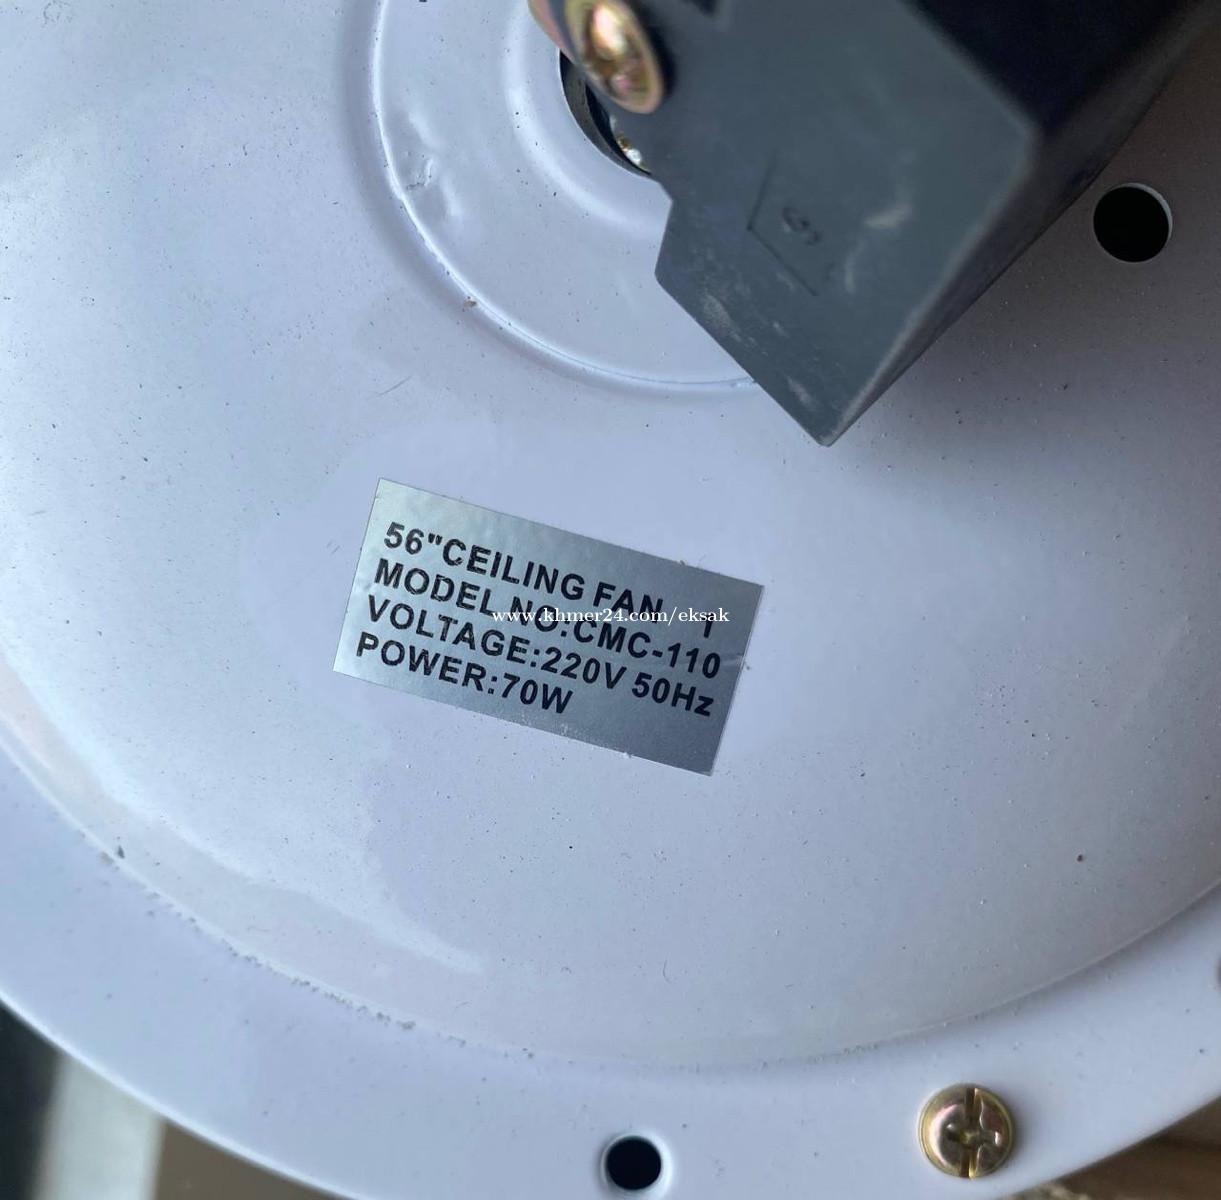 56"CEILING FAN I
MODEL NO:CMC-110
VOLTAGE:220V 50Hz
POWER:70W
www.khmer24.com/eksak